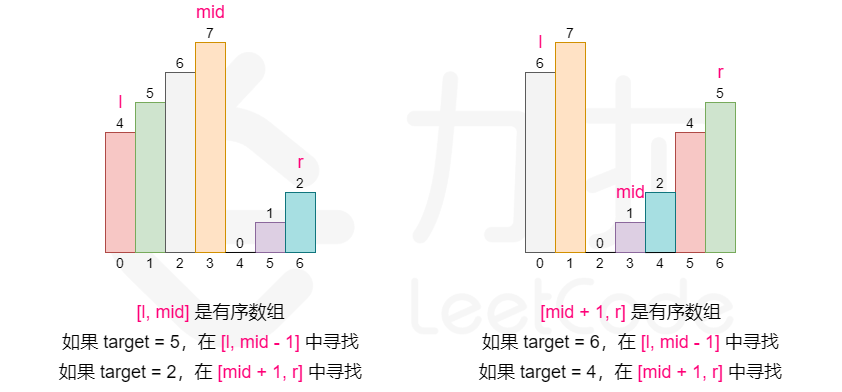 mid
7
l
5
4
6
r
2
1
0
0 1 2 3 4 5 6
[l, mid] 是有序数组
如果 target = 5，在 [l, mid - 1] 中寻找
如果 target = 2，在 [mid + 1, r] 中寻找
l
7
6
r
5
4
mid
2
1
0
0 1 2 3 4 5 6
[mid + 1, r] 是有序数组
如果 target = 6，在 [l, mid - 1] 中寻找
如果 target = 4，在 [mid + 1, r] 中寻找
力扣
LeetCode